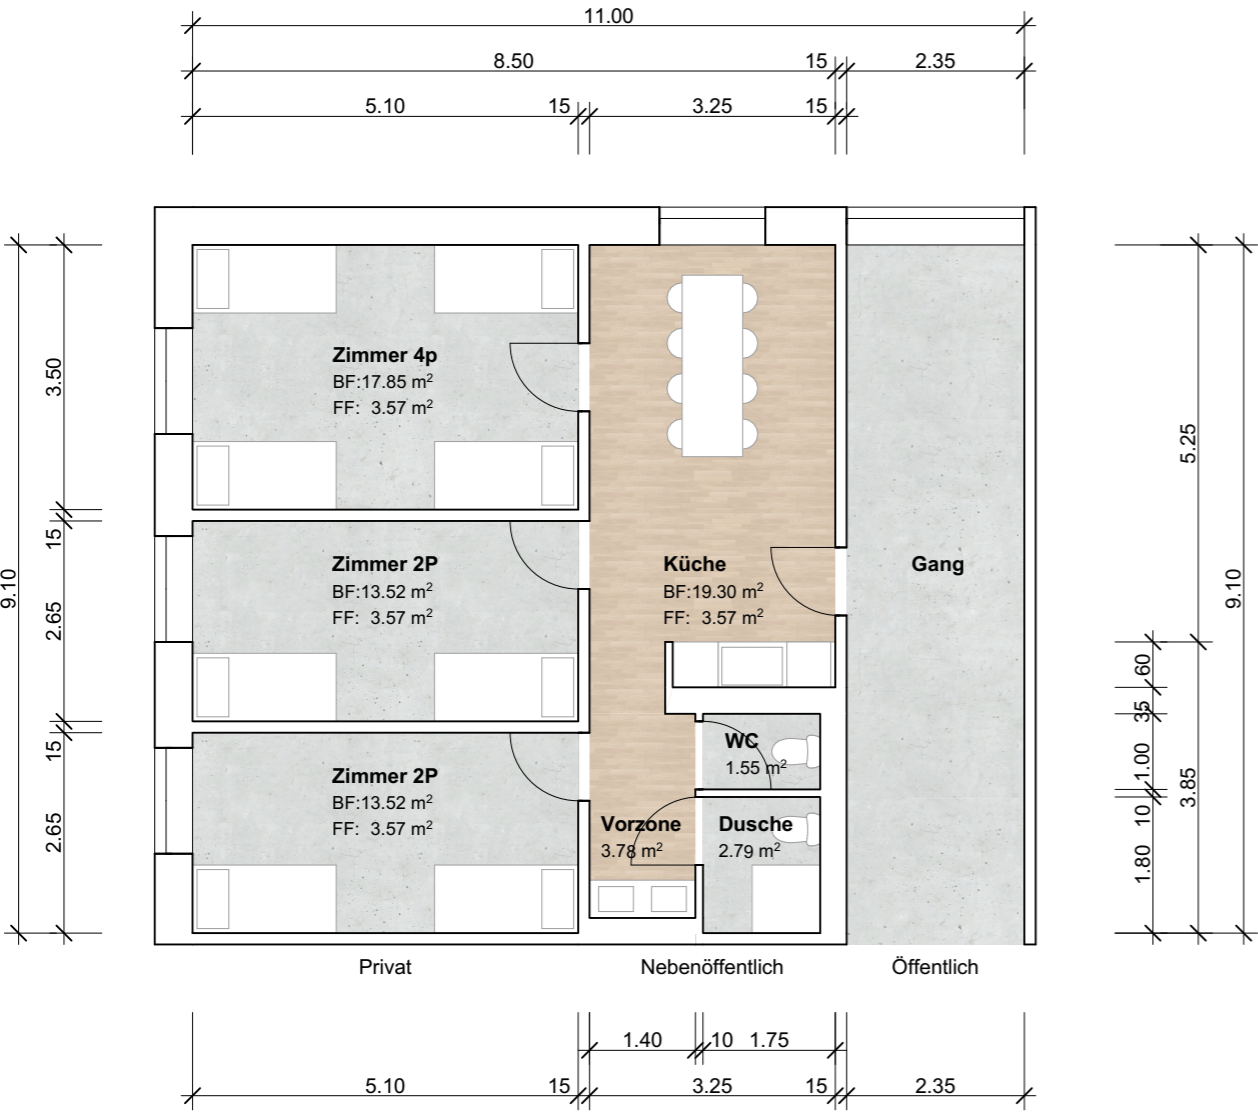 11.00
8.50 15 2.35
5.10 15 3.25 15
Zimmer 4p
BF:17.85 m²
FF: 3.57 m²
Zimmer 2P
BF:13.52 m²
FF: 3.57 m²
Zimmer 2P
BF:13.52 m²
FF: 3.57 m²
Küche
BF:19.30 m²
FF: 3.57 m²
Gang
WC
1.55 m²
Vorzone
3.78 m²
Dusche
2.79 m²
9.10
3.50
15
2.65
15
2.65
5.25
9.10
60
35
1.00
3.85
10
1.80
Privat Nebenöffentlich Öffentlich
1.40 10 1.75
5.10 15 3.25 15 2.35